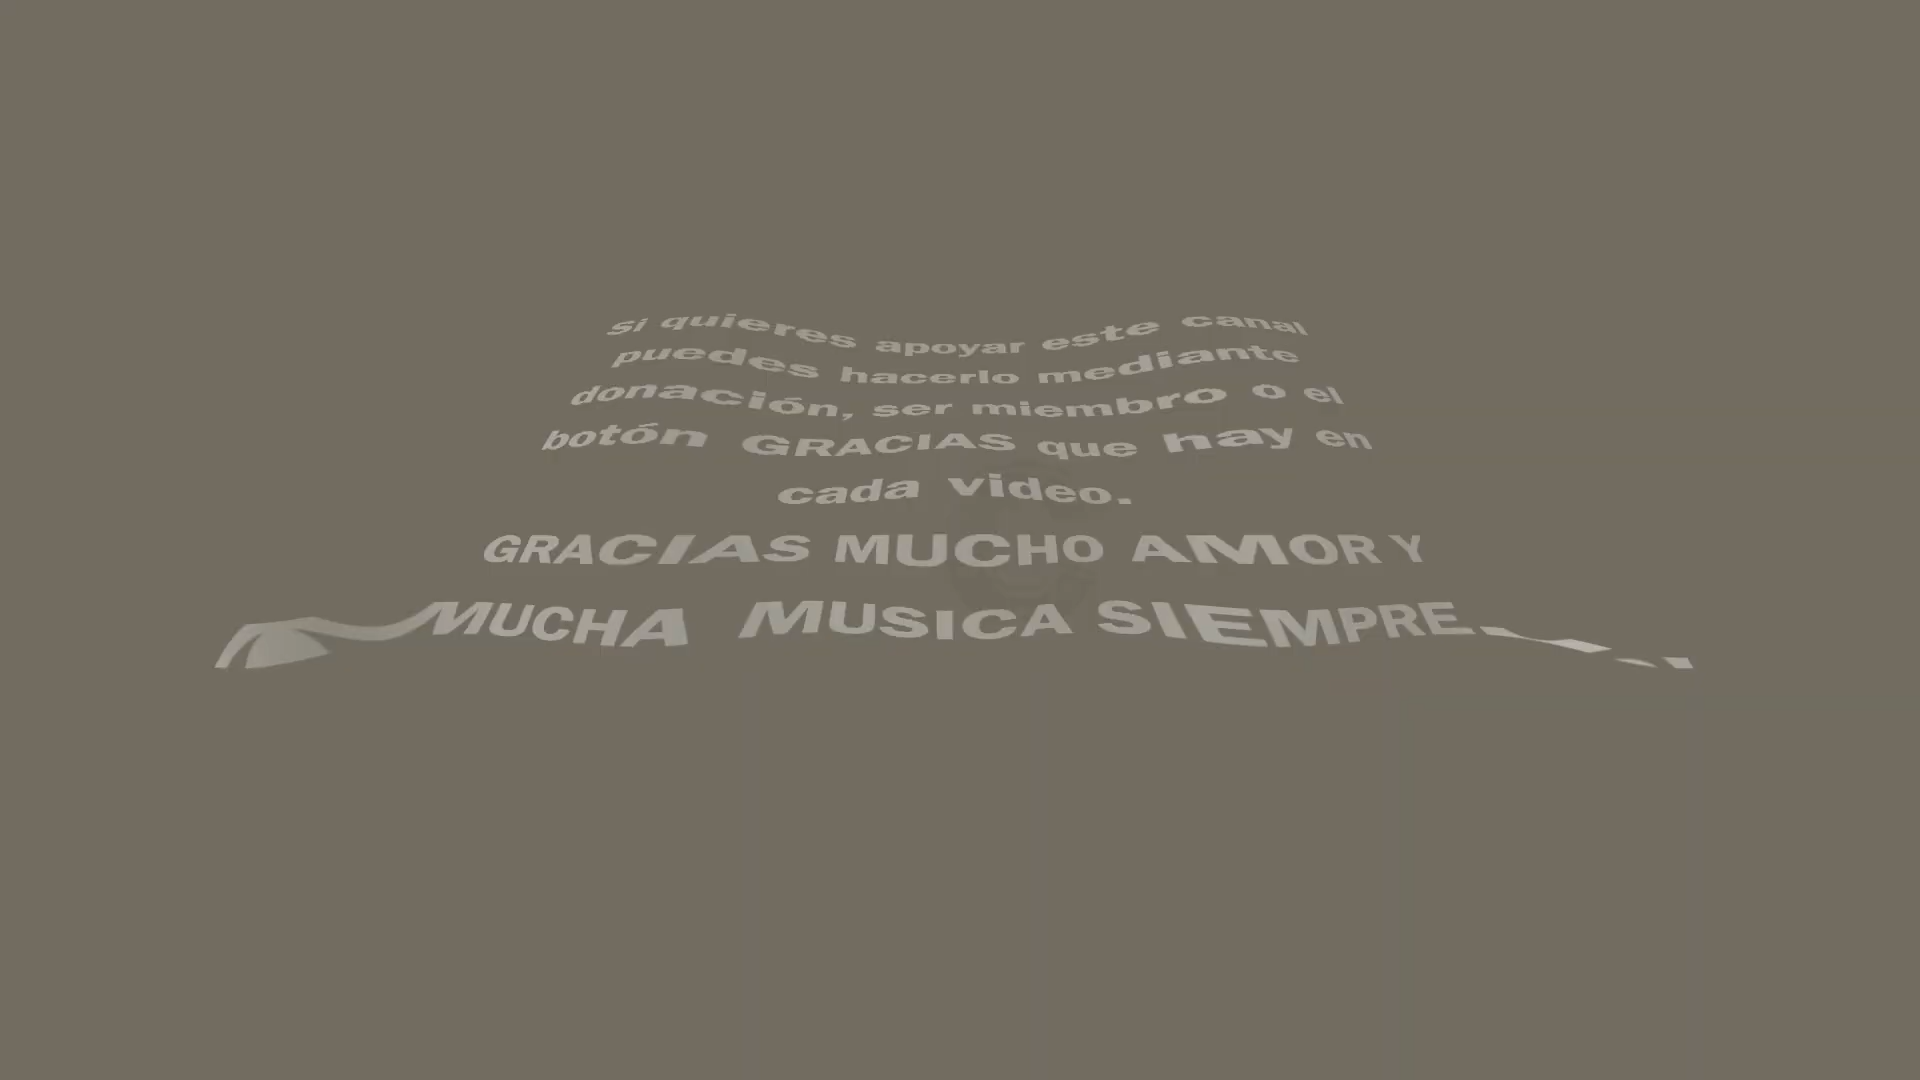 si quieres apoyar este canal
puedes hacerlo mediante
donación, ser miembro o el
botón GRACIAS que hay en
cada video.
GRACIAS MUCHO AMOR Y
MUCHA MUSICA SIEMPRE